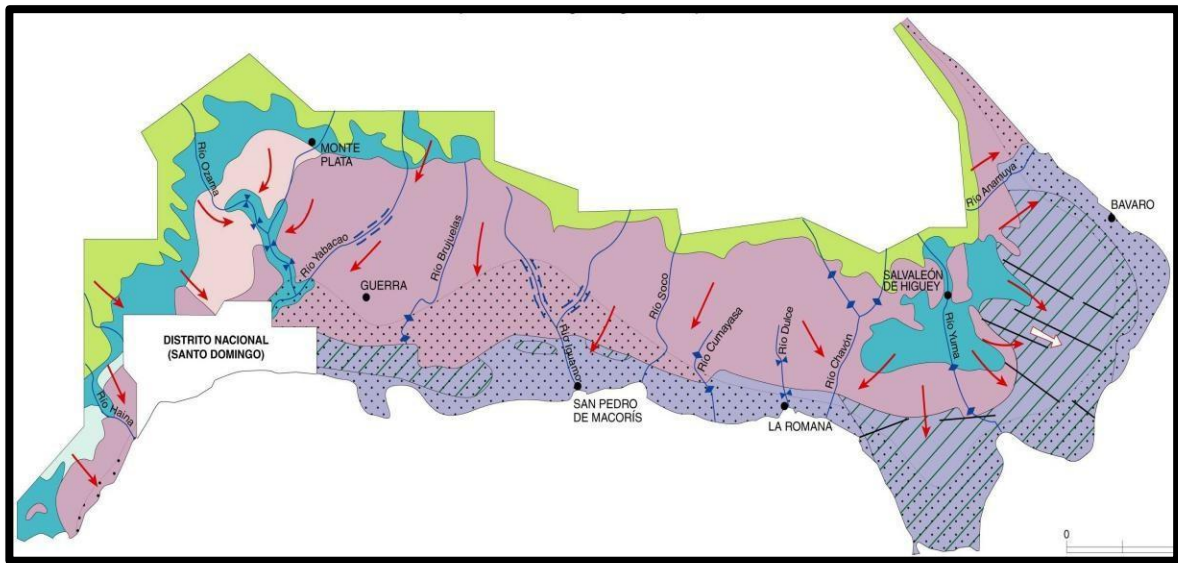 Río Ozama
MONTE
PLATA
Río Yabacao
Río Brujuelas
GUERRA
DISTRITO NACIONAL
(SANTO DOMINGO)
Río Haina
Río Iguamo
SAN PEDRO
DE MACORÍS
Río Soco
Río Cumayasa
Río Dulce
LA ROMANA
Río Chavón
SALVALEÓN
DE HIGUEY
Río Yuma
Río Anamuya
BAVARO
0